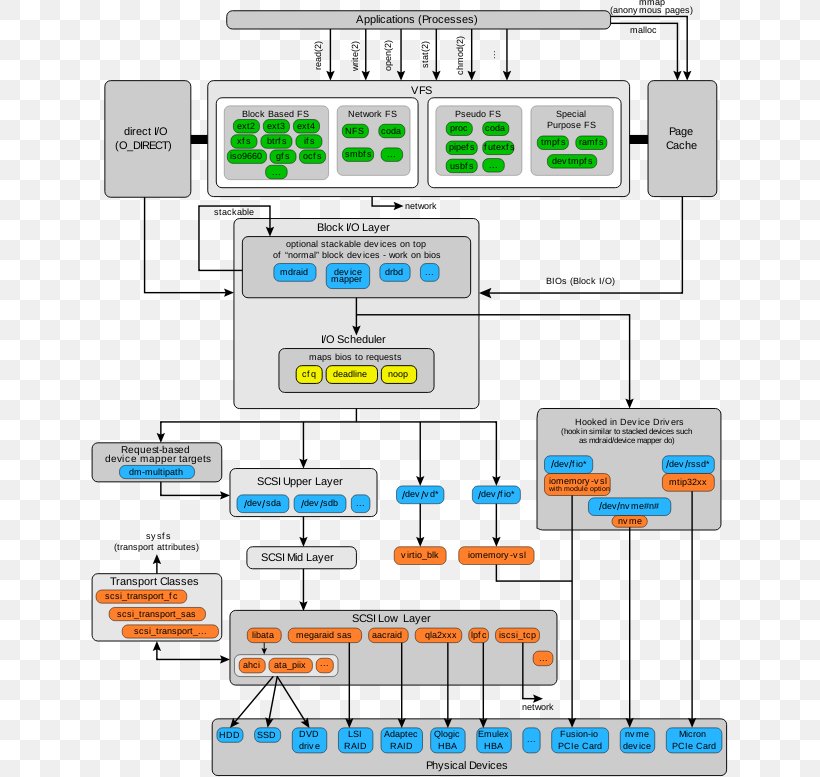 mmap
(anonymous pages)
Applications (Processes)
malloc
read(2)
write(2)
open(2)
stat(2)
chmod(2)
...
VFS
direct I/O
(O_DIRECT)
Page
Cache
Block Based FS
ext2 ext3 ext4
xfs btrfs ifs
iso9660 gfs ocfs
...
Network FS
NFS coda
smbfs ...
Pseudo FS
proc coda
pipefs futexfs
usbfs ...
Special
Purpose FS
tmpfs ramfs
devtmpfs
network
stackable
Block I/O Layer
optional stackable devices on top
of "normal" block devices - work on bios
mdraid
device
mapper
drbd
...
BIOs (Block I/O)
I/O Scheduler
maps bios to requests
cfq deadline noop
Hooked in Device Drivers
(hook in similar to stacked devices such
as mdraid/device mapper do)
Request-based
device mapper targets
dm-multipath
/dev/fio*
/dev/rssd*
iomemory-vsl
with module option
mtip32xx
/dev/nvme#n#
nvme
SCSI Upper Layer
/dev/sda /dev/sdb ...
/dev/vd*
/dev/fio*
sysfs
(transport attributes)
SCSI Mid Layer
virtio_blk
iomemory-vsl
Transport Classes
scsi_transport_fc
scsi_transport_sas
scsi_transport_...
SCSI Low Layer
libata megaraid sas aacraid qla2xxx lpfc iscsi_tcp
ahci ata_piix ...
...
network
HDD
SSD
DVD
drive
LSI
RAID
Adaptec
RAID
Qlogic
HBA
Emulex
HBA
...
Fusion-io
PCIe Card
nvme
device
Micron
PCIe Card
Physical Devices